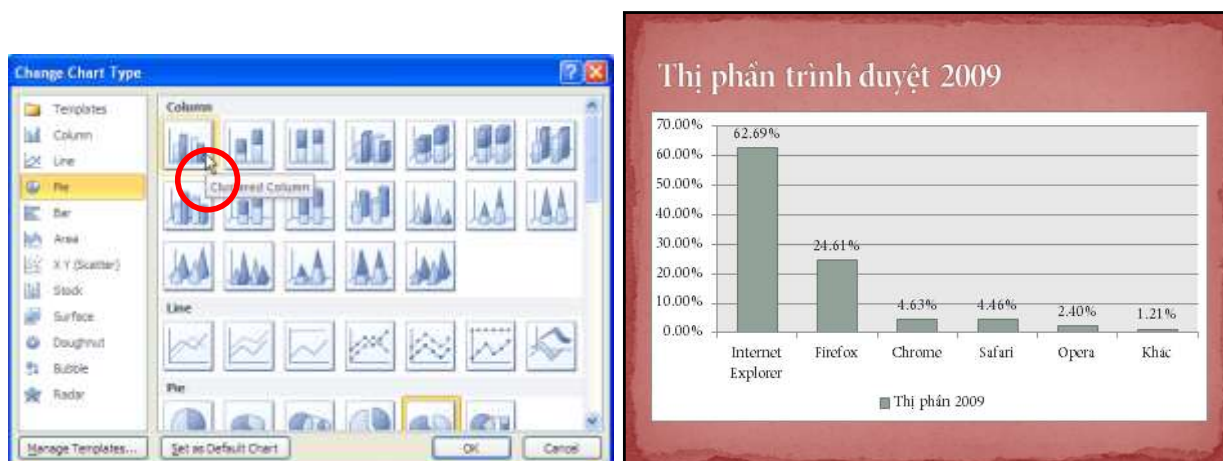 Change Chart Type
Templates
Column
Line
Pie
Bar
Area
X Y (Scatter)
Stock
Surface
Doughnut
Bubble
Radar
Manage Templates...
Column
Clustered Column
Line
Pie
Set as Default Chart
OK
Cancel
Thị phần trình duyệt 2009
70.00%
60.00%
50.00%
40.00%
30.00%
20.00%
10.00%
0.00%
62.69%
24.61%
4.63%
4.46%
2.40%
1.21%
Internet Explorer
Firefox
Chrome
Safari
Opera
Khác
Thị phần 2009